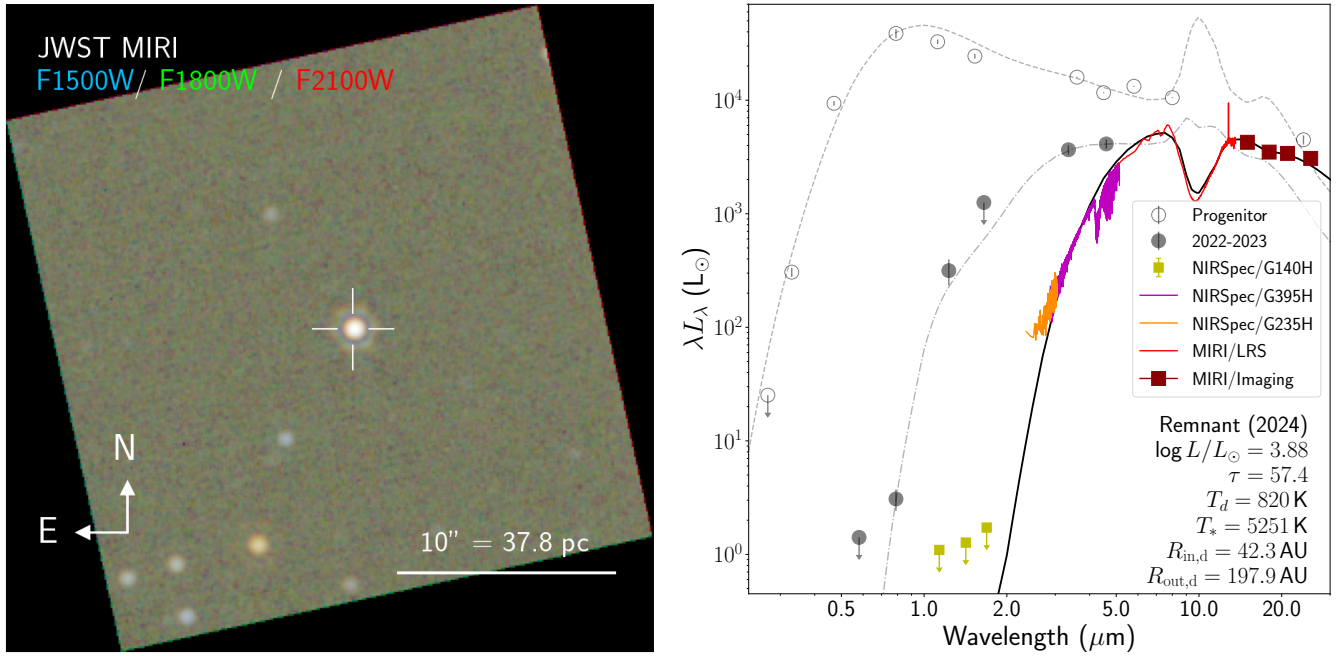 JWST MIRI
F1500W / F1800W / F2100W
N
E
10" = 37.8 pc
λL_λ (L_⊙)
10^4
10^3
10^2
10^1
10^0
0.5 1.0 2.0 5.0 10.0 20.0
Wavelength (μm)
Progenitor
2022-2023
NIRSpec/G140H
NIRSpec/G395H
NIRSpec/G235H
MIRI/LRS
MIRI/Imaging
Remnant (2024)
log L/L_⊙ = 3.88
τ = 57.4
T_d = 820 K
T_* = 5251 K
R_in,d = 42.3 AU
R_out,d = 197.9 AU